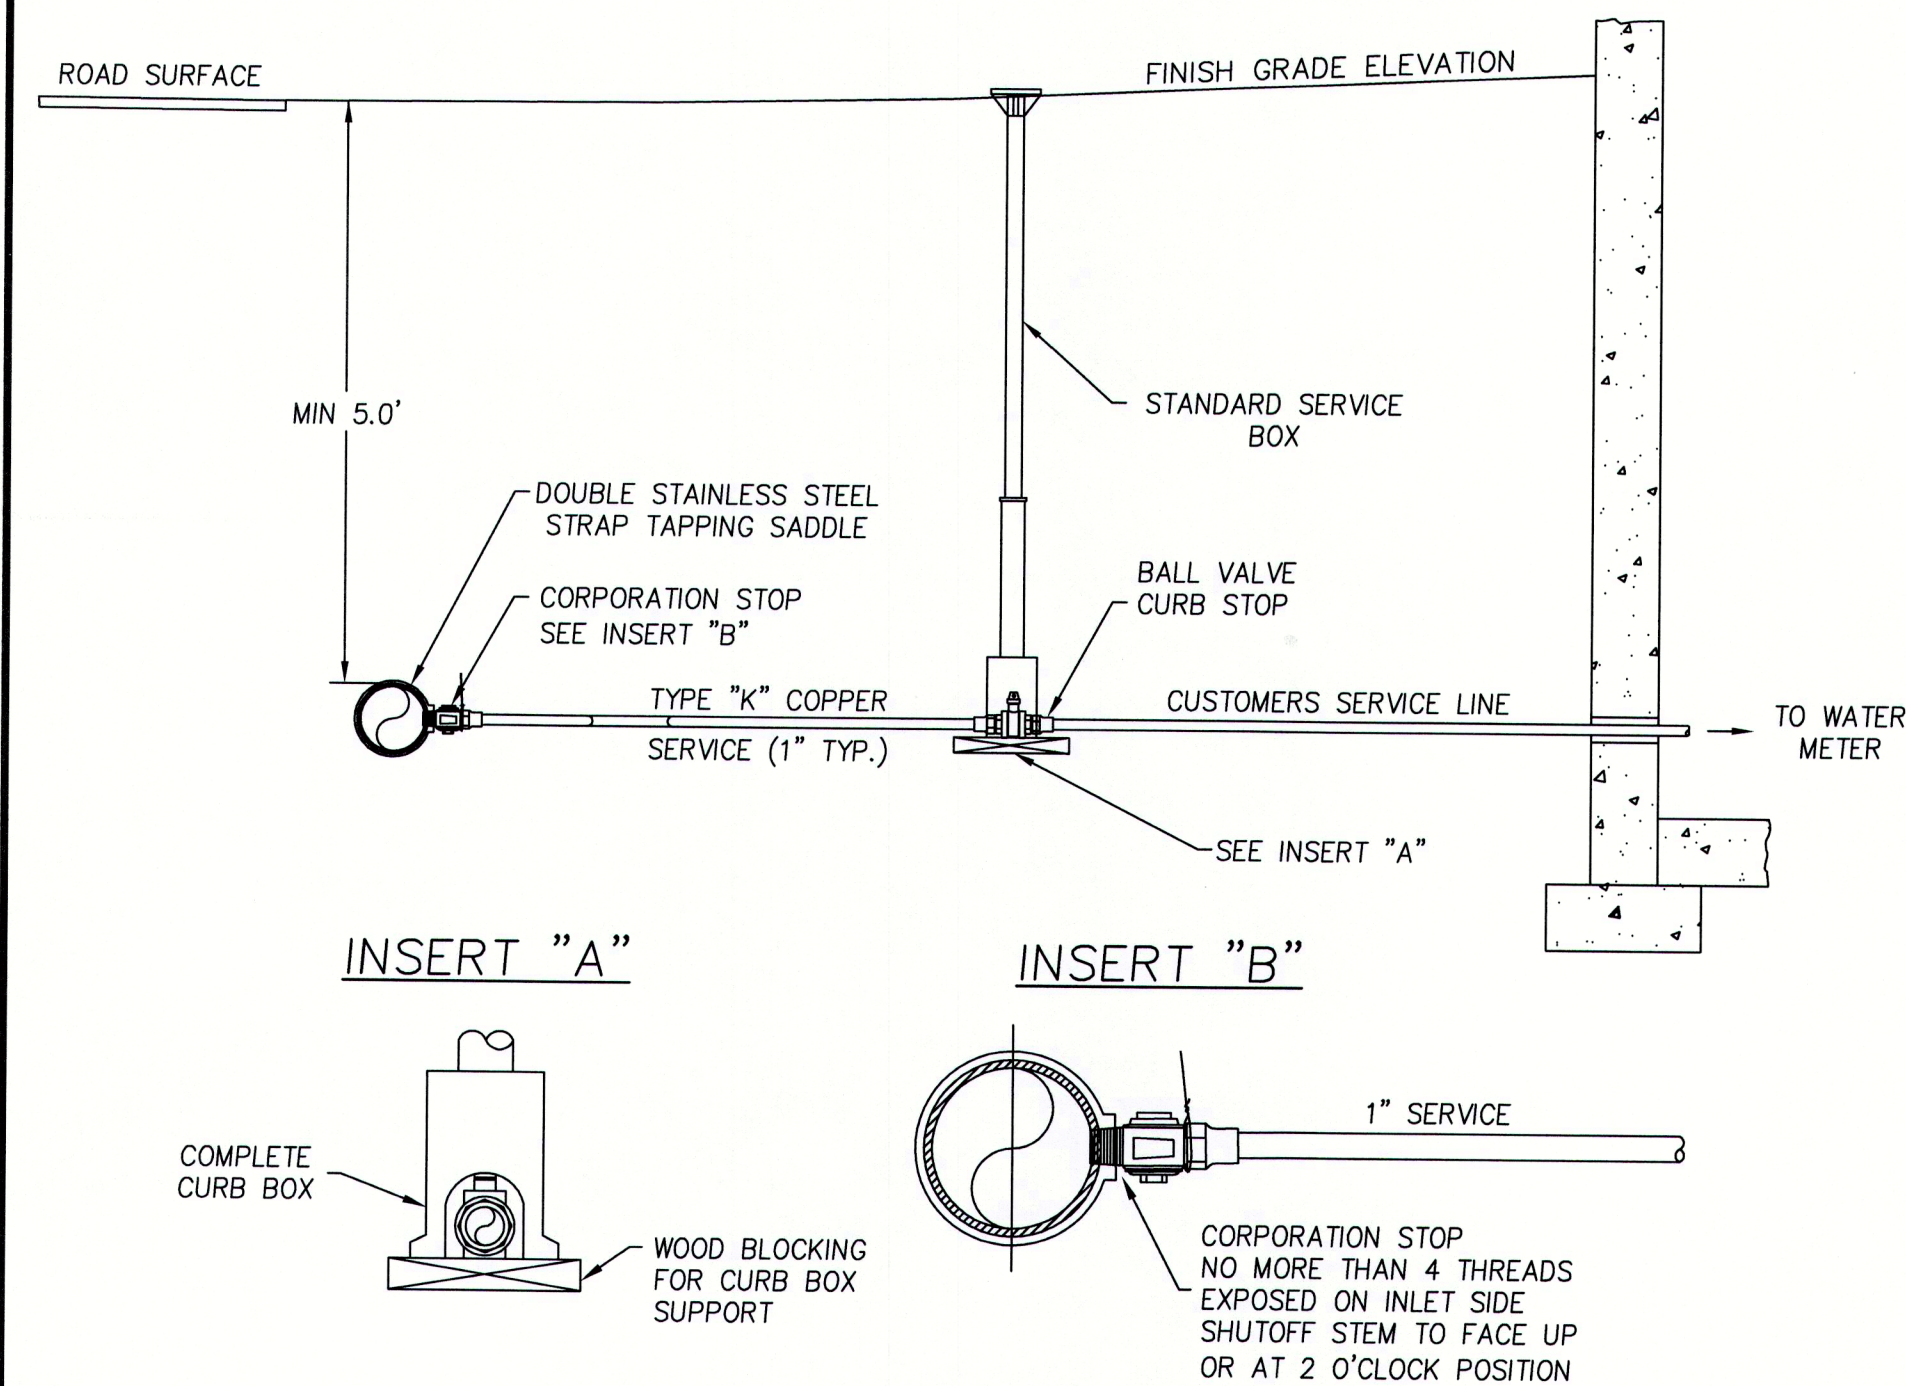 ROAD SURFACE
FINISH GRADE ELEVATION
MIN 5.0'
STANDARD SERVICE
BOX
DOUBLE STAINLESS STEEL
STRAP TAPPING SADDLE
CORPORATION STOP
SEE INSERT "B"
BALL VALVE
CURB STOP
TYPE "K" COPPER
SERVICE (1" TYP.)
CUSTOMERS SERVICE LINE
TO WATER
METER
SEE INSERT "A"
INSERT "A"
INSERT "B"
COMPLETE
CURB BOX
WOOD BLOCKING
FOR CURB BOX
SUPPORT
1" SERVICE
CORPORATION STOP
NO MORE THAN 4 THREADS
EXPOSED ON INLET SIDE
SHUTOFF STEM TO FACE UP
OR AT 2 O'CLOCK POSITION